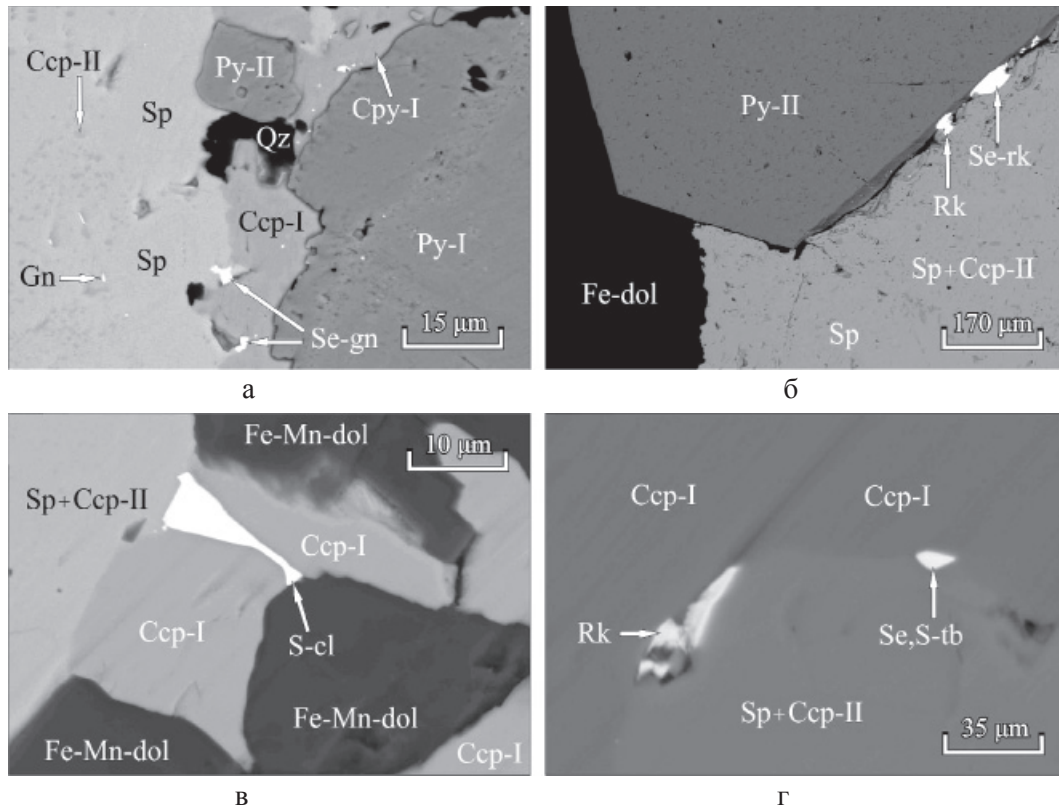 Ccp-II
Sp
Py-II
Qz
Cpy-I
Ccp-I
Py-I
Sp
Gn
Se-gn
15 μm
а
Py-II
Se-rk
Rk
Sp+Ccp-II
Fe-dol
Sp
170 μm
б
Fe-Mn-dol
10 μm
Sp+Ccp-II
Ccp-I
Ccp-I
S-cl
Fe-Mn-dol
Fe-Mn-dol
Ccp-I
в
Ccp-I
Ccp-I
Rk
Se,S-tb
Sp+Ccp-II
35 μm
г